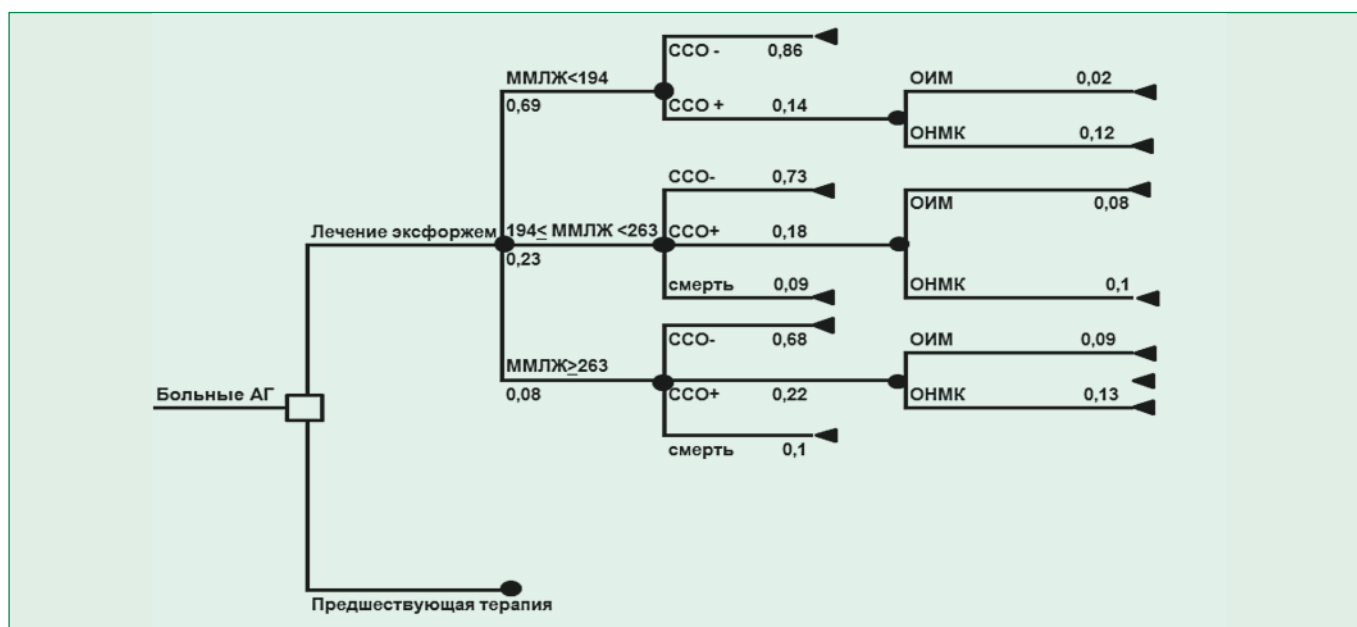 ССО - 0,86
ММЛЖ<194
0,69
ССО + 0,14
ОИМ 0,02
ОНМК 0,12
Лечение эксфоржем
194≤ ММЛЖ <263
0,23
ССО- 0,73
ССО+ 0,18
смерть 0,09
ОИМ 0,08
ОНМК 0,1
ММЛЖ≥263
0,08
ССО- 0,68
ССО+ 0,22
смерть 0,1
ОИМ 0,09
ОНМК 0,13
Больные АГ
Предшествующая терапия